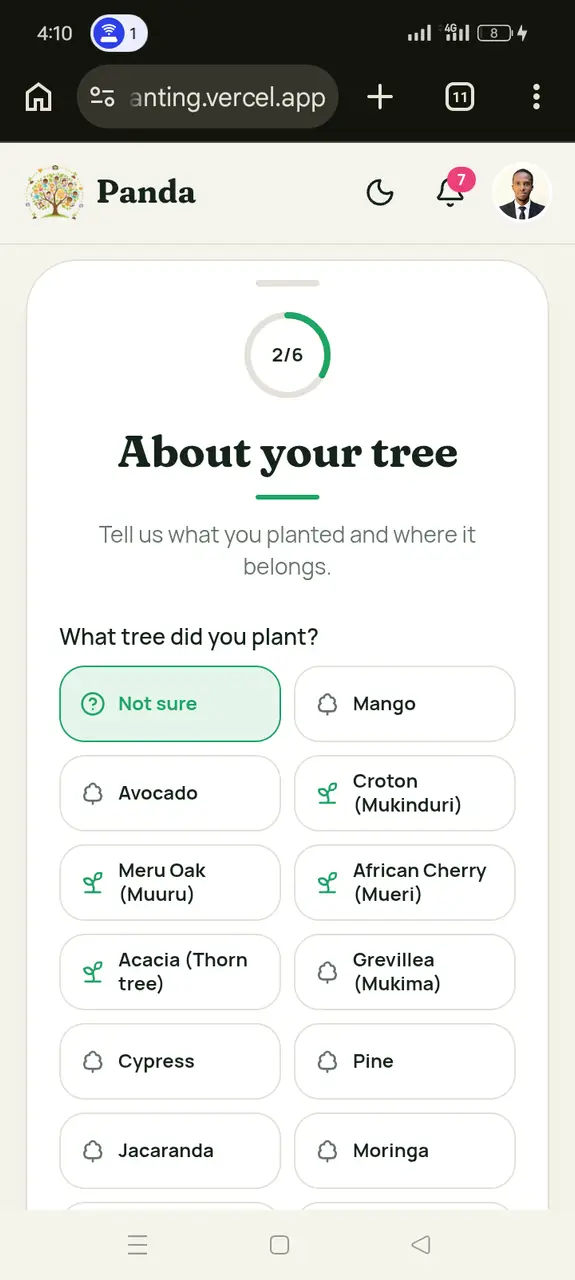 4:10
1
4G
8
anting.vercel.app
11
Panda
7
2/6
About your tree
Tell us what you planted and where it
belongs.
What tree did you plant?
Not sure
Mango
Avocado
Croton
(Mukinduri)
Meru Oak
(Muuru)
African Cherry
(Mueri)
Acacia (Thorn
tree)
Grevillea
(Mukima)
Cypress
Pine
Jacaranda
Moringa